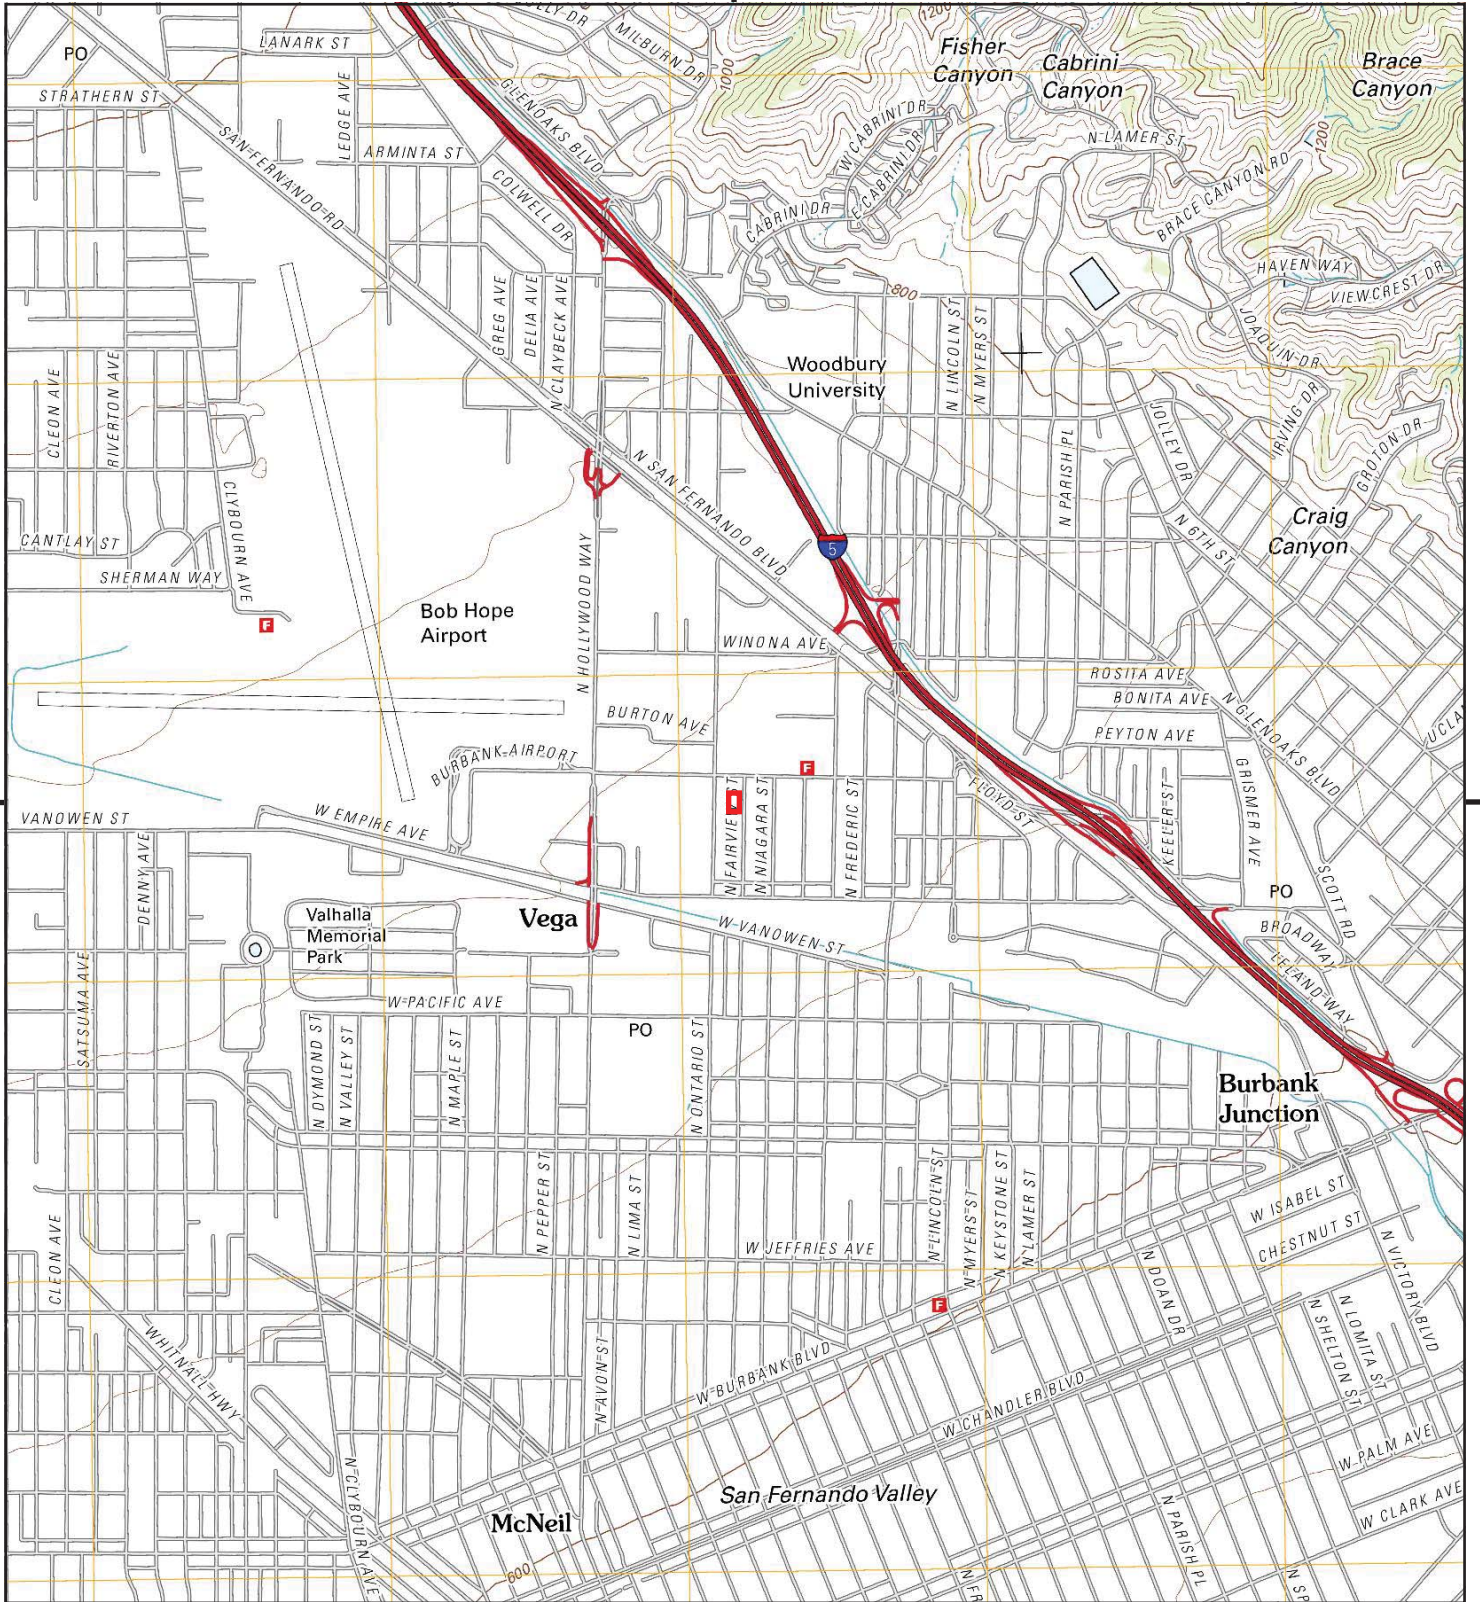 MILBURN DR
1200
LANARK ST
PO
Fisher
Canyon
Cabrini
Canyon
Brace
Canyon
1000
STRATHERN ST
LEDGE AVE
GLENOAKS BLVD
W CABRINI DR
SAN FERNANDO RD
ARMINTA ST
N LAMER ST
1200
COLWELL DR
E CABRINI DR
BRACE CANYON RD
CABRINI DR
HAVEN WAY
VIEWCREST DR
800
GREG AVE
DELIA AVE
N CLAYBECK AVE
N LINCOLN ST
N MYERS ST
JOAQUIN DR
Woodbury
University
CLEON AVE
RIVERTON AVE
IRVING DR
JOLLEY DR
GROTON DR
N PARISH PL
N SAN FERNANDO BLVD
CLYBOURN AVE
Craig
Canyon
N 6TH ST
CANTLAY ST
5
SHERMAN WAY
N HOLLYWOOD WAY
Bob Hope
Airport
F
WINONA AVE
ROSITA AVE
BONITA AVE
N GLENOAKS BLVD
UCLA
BURTON AVE
PEYTON AVE
BURBANK AIRPORT
F
FLOYD ST
GRISMER AVE
N FAIRVIEW ST
N NIAGARA ST
N FREDERIC ST
KEELER ST
VANOWEN ST
W EMPIRE AVE
DENNY AVE
SCOTT RD
PO
Valhalla
Memorial
Park
Vega
W VANOWEN ST
BROADWAY
LELAND WAY
SATSUMA AVE
W PACIFIC AVE
PO
N DYMOND ST
N VALLEY ST
N MAPLE ST
N ONTARIO ST
Burbank
Junction
N PEPPER ST
N LIMA ST
N LINCOLN ST
N MYERS ST
N KEYSTONE ST
N LAMER ST
W ISABEL ST
CHESTNUT ST
W JEFFRIES AVE
CLEON AVE
N DOAN DR
N VICTORY BLVD
F
N SHELTON ST
N LOMITA ST
WHITNALL HWY
N AVON ST
W BURBANK BLVD
W CHANDLER BLVD
W PALM AVE
N CLYBOURN AVE
San Fernando Valley
McNeil
N PARISH PL
W CLARK AVE
600
N FR
N SP